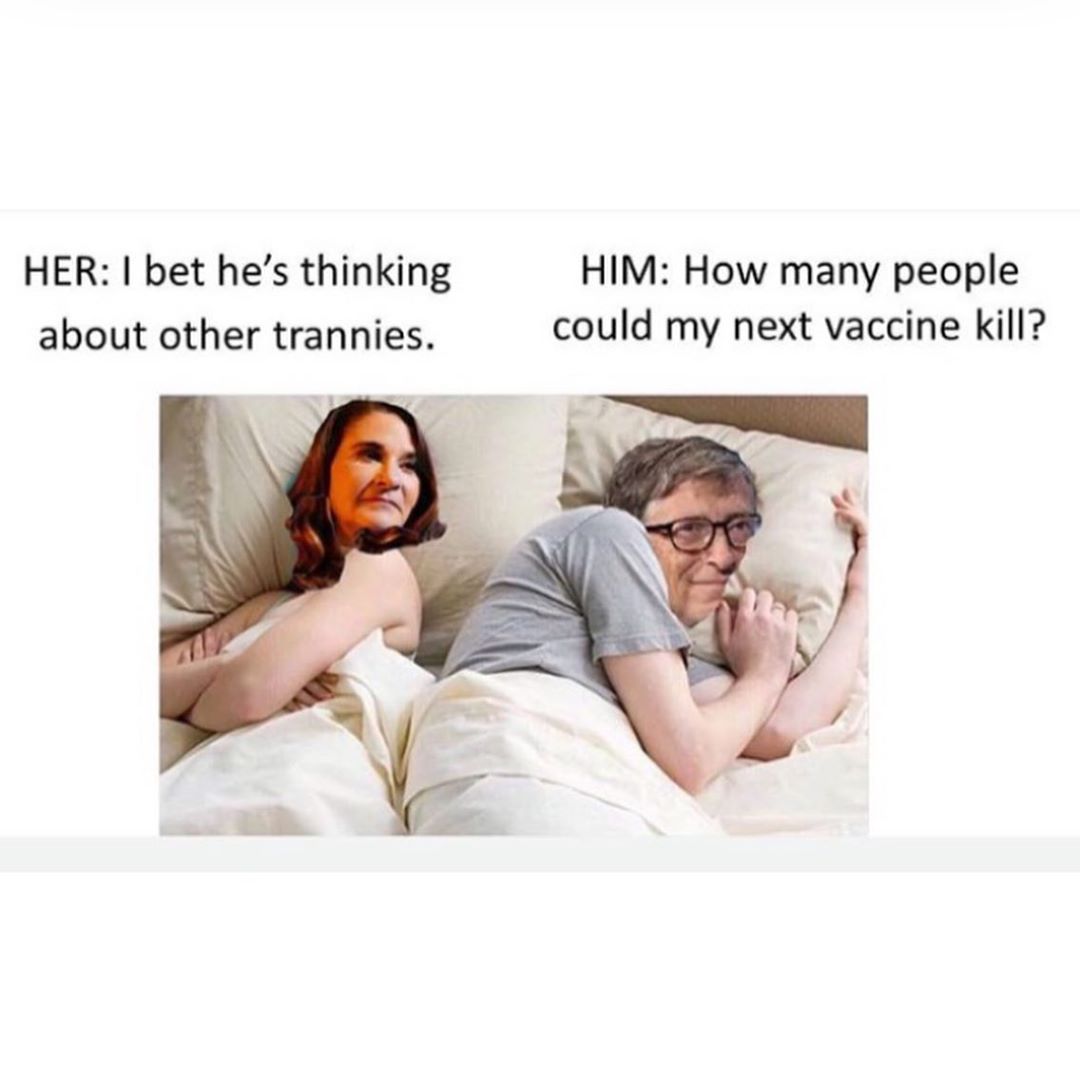 HER: I bet he's thinking
about other trannies.
HIM: How many people
could my next vaccine kill?